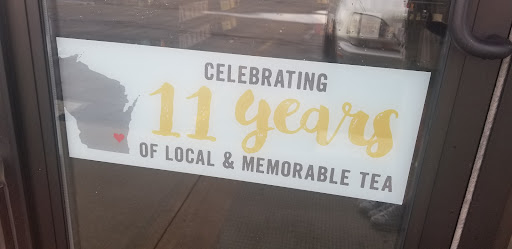 CELEBRATING
11 years
OF LOCAL & MEMORABLE TEA